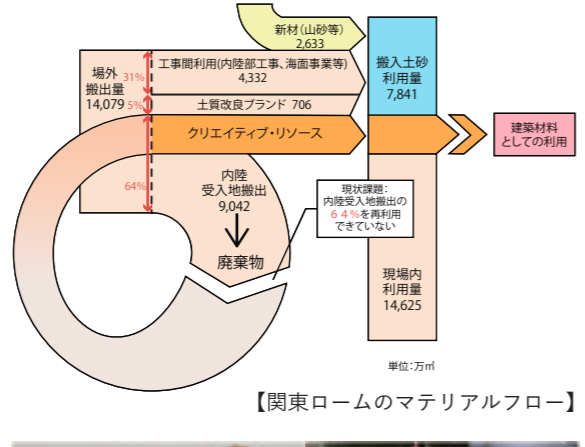 新材(山砂等)
2,633
場外
搬出量
14,079
31%
5%
64%
工事間利用(内陸部工事、海面事業等)
4,332
土質改良プランド 706
クリエイティブ・リソース
搬入土砂
利用量
7,841
建築材料
としての利用
内陸
受入地搬出
9,042
廃棄物
現状課題:
内陸受入地搬出の
64%を再利用
できていない
現場内
利用量
14,625
単位:万㎥
【関東ロームのマテリアルフロー】